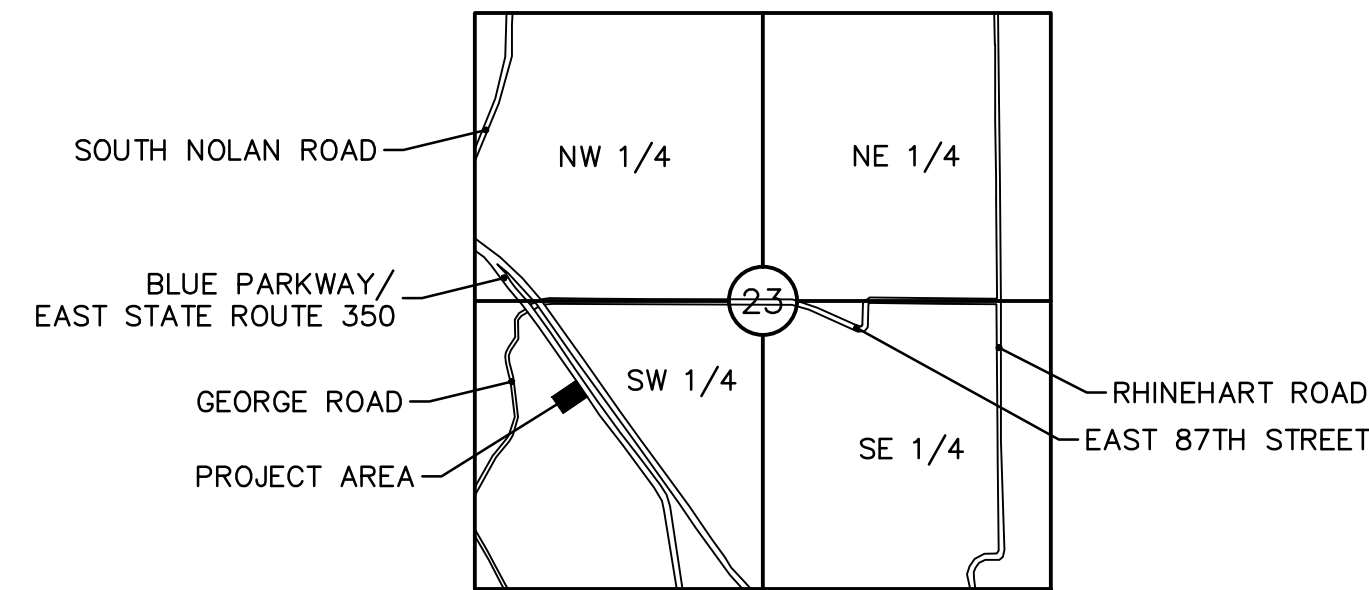 SOUTH NOLAN ROAD
NW 1/4
NE 1/4
BLUE PARKWAY/
EAST STATE ROUTE 350
23
GEORGE ROAD
SW 1/4
RHINEHART ROAD
EAST 87TH STREET
SE 1/4
PROJECT AREA